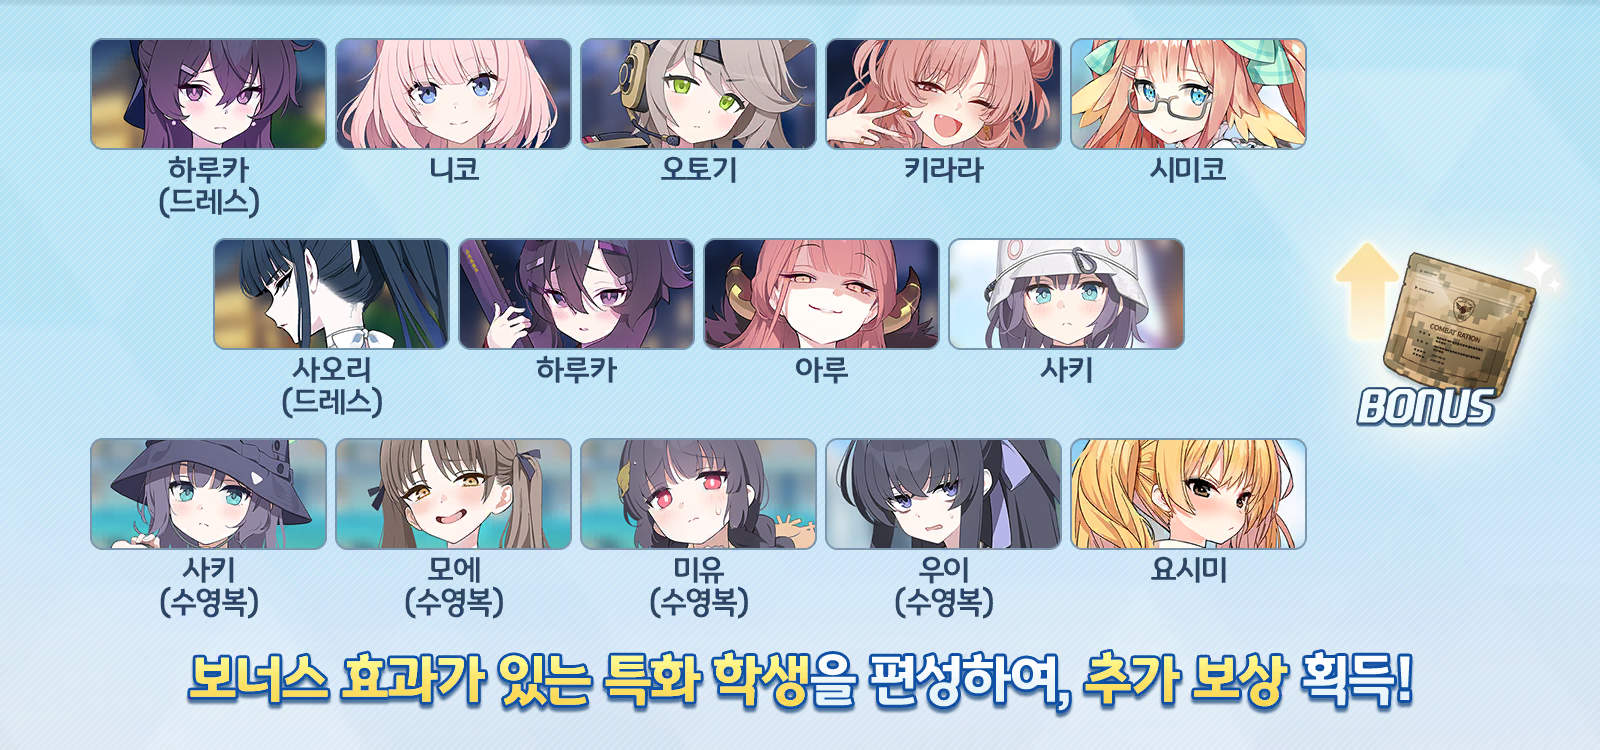 하루카
(드레스)
니코
오토기
키라라
시미코
사오리
(드레스)
하루카
아루
사키
COMBAT RATION
BONUS
사키
(수영복)
모에
(수영복)
미유
(수영복)
우이
(수영복)
요시미
보너스 효과가 있는 특화 학생을 편성하여, 추가 보상 획득!